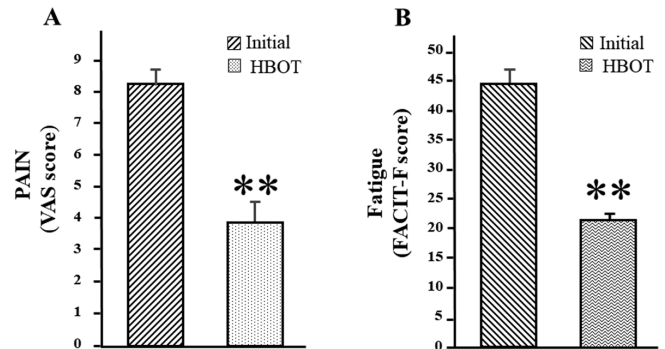 A
PAIN
(VAS score)
9
8
7
6
5
4
3
2
1
0
Initial
HBOT
**
B
Fatigue
(FACIT-F score)
50
45
40
35
30
25
20
15
10
5
0
Initial
HBOT
**